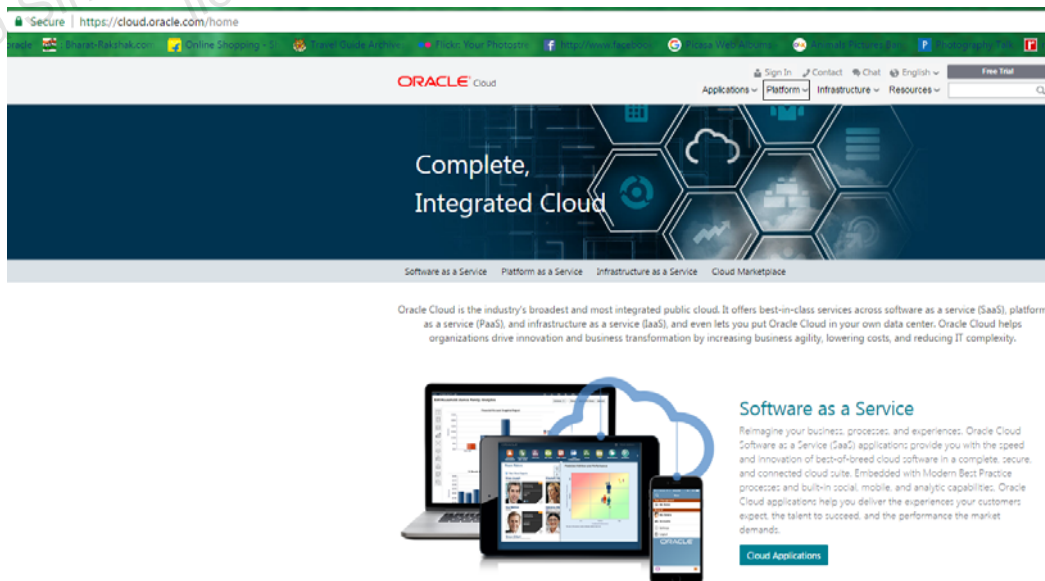 Secure | https://cloud.oracle.com/home
oracle Bharat-Rakshak.com Online Shopping - S Travel Guide Archive Flickr: Your Photostre http://www.facebook Picasa Web Albums Animals Pictures Photography Talk
ORACLE Cloud
Sign In Contact Chat English Free Trial
Applications Platform Infrastructure Resources
Complete,
Integrated Cloud
Software as a Service Platform as a Service Infrastructure as a Service Cloud Marketplace
Oracle Cloud is the industry's broadest and most integrated public cloud. It offers best-in-class services across software as a service (SaaS), platform
as a service (PaaS), and infrastructure as a service (IaaS), and even lets you put Oracle Cloud in your own data center. Oracle Cloud helps
organizations drive innovation and business transformation by increasing business agility, lowering costs, and reducing IT complexity.
Software as a Service
Reimagine your business, processes, and experiences. Oracle Cloud
Software as a Service (SaaS) applications provide you with the speed
and innovation of best-of-breed cloud software in a complete, secure,
and connected cloud suite. Embedded with Modern Best Practice
processes and built-in social, mobile, and analytic capabilities, Oracle
Cloud applications help you deliver the experiences your customers
expect, the talent to succeed, and the performance the market
demands.
ORACLE
Cloud Applications